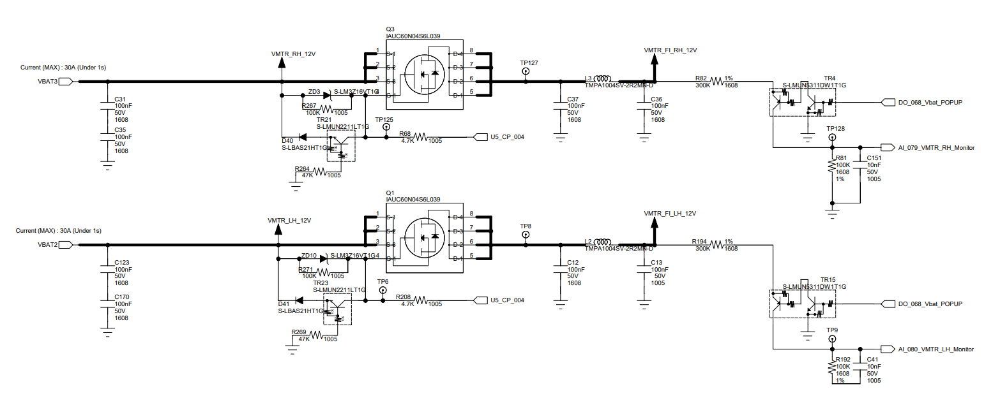 Q3
IAUC60N04S6L039
VMTR_RH_12V
Current (MAX) : 30A (Under 1s)
VBAT3
1
S-1
2
S-2
3
S-3
4
G-1
D-4
8
D-3
7
D-2
6
D-1
5
TP127
VMTR_FI_RH_12V
L3
TMPA1004SV-2R2MN-D
R82
1%
300K
1608
TR4
S-LMUN5311DW1T1G
DO_068_Vbat_POPUP
C31
100nF
50V
1608
C35
100nF
50V
1608
ZD3
S-LM3Z16VT1G
R267
100K
1005
TR21
S-LMUN2211LT1G
TP125
D40
S-LBAS21HT1G
10K
10K
R68
4.7K
1005
U5_CP_004
R264
47K
1005
C37
100nF
50V
1608
C36
100nF
50V
1608
TP128
AI_079_VMTR_RH_Monitor
R81
100K
1608
1%
C151
10nF
50V
1005
Q1
IAUC60N04S6L039
VMTR_LH_12V
Current (MAX) : 30A (Under 1s)
VBAT2
1
S-1
2
S-2
3
S-3
4
G-1
D-4
8
D-3
7
D-2
6
D-1
5
TP8
VMTR_FI_LH_12V
L2
TMPA1004SV-2R2MN-D
R194
1%
300K
1608
TR15
S-LMUN5311DW1T1G
DO_068_Vbat_POPUP
C123
100nF
50V
1608
C170
100nF
50V
1608
ZD10
S-LM3Z16VT1G
R271
100K
1005
TR23
S-LMUN2211LT1G
TP6
D41
S-LBAS21HT1G
10K
10K
R208
4.7K
1005
U5_CP_004
R269
47K
1005
C12
100nF
50V
1608
C13
100nF
50V
1005
TP9
AI_080_VMTR_LH_Monitor
R192
100K
1608
1%
C41
10nF
50V
1005